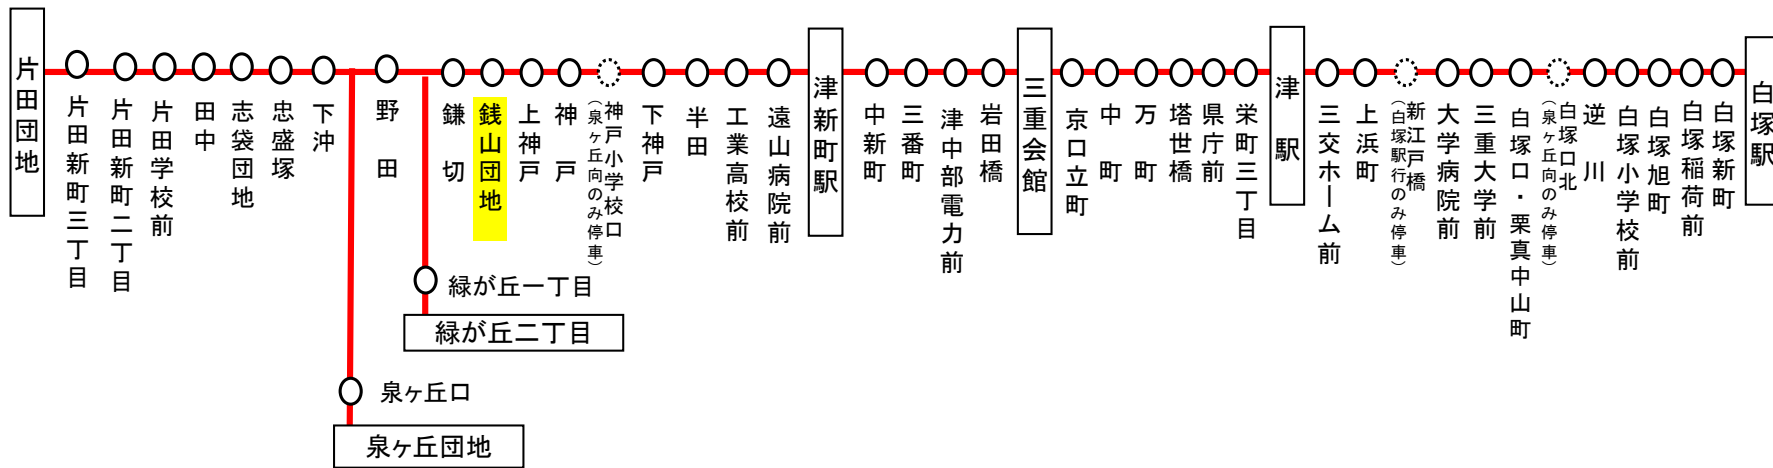 片田団地
片田新町三丁目
片田新町二丁目
片田学校前
田中
志袋団地
忠盛塚
下沖
野田
鎌切
銭山団地
上神戸
神戸
神戸小学校口
（泉ヶ丘向のみ停車）
下神戸
半田
工業高校前
遠山病院前
津新町駅
中新町
三番町
津中部電力前
岩田橋
三重会館
京口立町
中町
万町
塔世橋
県庁前
栄町三丁目
津駅
三交ホーム前
上浜町
新江戸橋
（白塚駅行のみ停車）
大学病院前
三重大学前
白塚口・栗真中山町
白塚口北
（泉ヶ丘向のみ停車）
逆川
白塚小学校前
白塚旭町
白塚稲荷前
白塚新町
白塚駅
緑が丘一丁目
緑が丘二丁目
泉ヶ丘口
泉ヶ丘団地